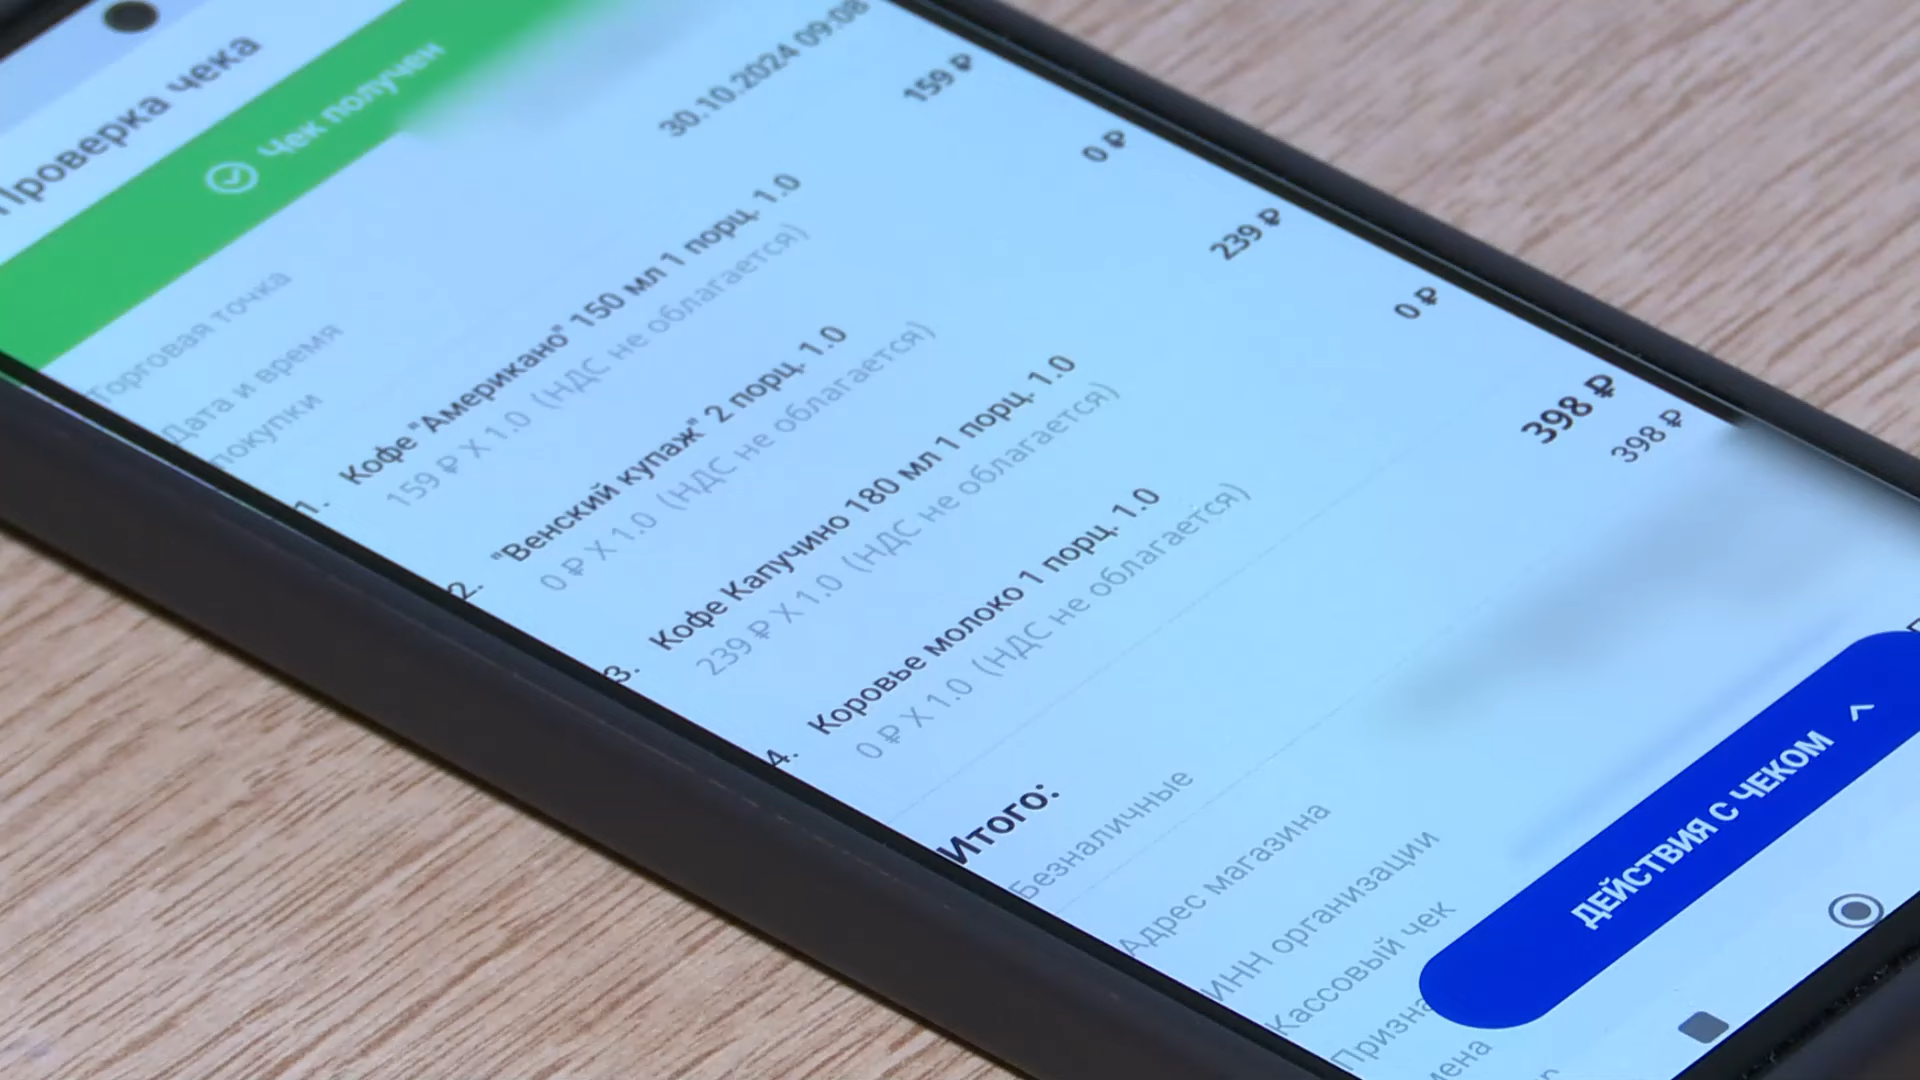 Проверка чека
Чек получен
Торговая точка
Дата и время покупки
30.10.2024 09:08
1. Кофе "Американо" 150 мл 1 порц. 1.0
159 ₽
159 ₽ X 1.0 (НДС не облагается)
2. "Венский купаж" 2 порц. 1.0
0 ₽
0 ₽ X 1.0 (НДС не облагается)
3. Кофе Капучино 180 мл 1 порц. 1.0
239 ₽
239 ₽ X 1.0 (НДС не облагается)
4. Коровье молоко 1 порц. 1.0
0 ₽
0 ₽ X 1.0 (НДС не облагается)
Итого:
398 ₽
Безналичные
398 ₽
Адрес магазина
ИНН организации
Кассовый чек
ДЕЙСТВИЯ С ЧЕКОМ